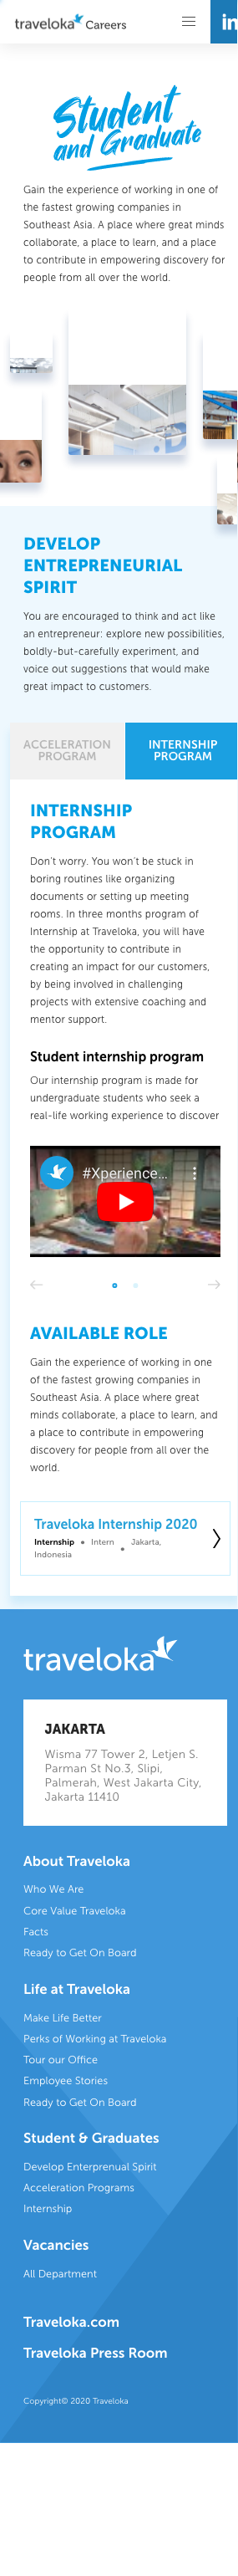 traveloka Careers
in
Student
and Graduate
Gain the experience of working in one of
the fastest growing companies in
Southeast Asia. A place where great minds
collaborate, a place to learn, and a place
to contribute in empowering discovery for
people from all over the world.
DEVELOP
ENTREPRENEURIAL
SPIRIT
You are encouraged to think and act like
an entrepreneur: explore new possibilities,
boldly-but-carefully experiment, and
voice out suggestions that would make
great impact to customers.
ACCELERATION
PROGRAM
INTERNSHIP
PROGRAM
INTERNSHIP
PROGRAM
Don't worry. You won't be stuck in
boring routines like organizing
documents or setting up meeting
rooms. In three months program of
Internship at Traveloka, you will have
the opportunity to contribute in
creating an impact for our customers,
by being involved in challenging
projects with extensive coaching and
mentor support.
Student internship program
Our internship program is made for
undergraduate students who seek a
real-life working experience to discover
#Xperience...
AVAILABLE ROLE
Gain the experience of working in one
of the fastest growing companies in
Southeast Asia. A place where great
minds collaborate, a place to learn, and
a place to contribute in empowering
discovery for people from all over the
world.
Traveloka Internship 2020
Internship • Intern • Jakarta,
Indonesia
traveloka
JAKARTA
Wisma 77 Tower 2, Letjen S.
Parman St No.3, Slipi,
Palmerah, West Jakarta City,
Jakarta 11410
About Traveloka
Who We Are
Core Value Traveloka
Facts
Ready to Get On Board
Life at Traveloka
Make Life Better
Perks of Working at Traveloka
Tour our Office
Employee Stories
Ready to Get On Board
Student & Graduates
Develop Enterprenual Spirit
Acceleration Programs
Internship
Vacancies
All Department
Traveloka.com
Traveloka Press Room
Copyright© 2020 Traveloka